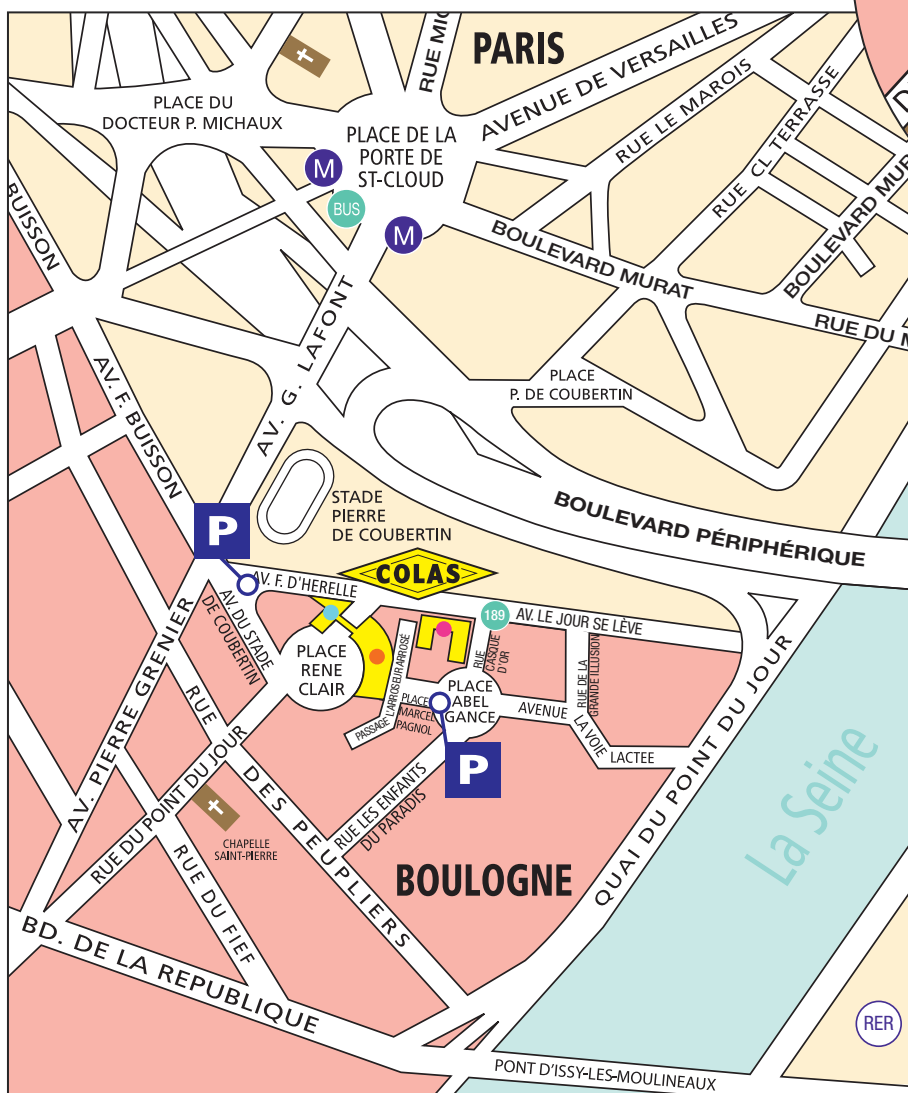 PARIS
RUE MIC
AVENUE DE VERSAILLES
RUE LE MAROIS
RUE CL TERRASSE
BOULEVARD MUR
D
PLACE DU
DOCTEUR P. MICHAUX
PLACE DE LA
PORTE DE
ST-CLOUD
M
BUS
M
BOULEVARD MURAT
RUE DU M
BUISSON
AV. F. BUISSON
AV. G. LAFONT
PLACE
P. DE COUBERTIN
STADE
PIERRE
DE COUBERTIN
BOULEVARD PÉRIPHÉRIQUE
P
COLAS
AV. F. D'HERELLE
189
AV. LE JOUR SE LÈVE
AV. DU STADE
DE COUBERTIN
PLACE
RENE
CLAIR
PASSAGE L'ARROSEUR ARROSÉ
RUE
CASQUE
D'OR
RUE DE LA
GRANDE ILLUSION
PLACE
ABEL
GANCE
PLACE
MARCEL
PAGNOL
AVENUE
LA VOIE
LACTEE
P
AV. PIERRE GRENIER
RUE DU POINT DU JOUR
RUE DES PEUPLIERS
RUE LES ENFANTS
DU PARADIS
CHAPELLE
SAINT-PIERRE
RUE DU FIEF
BOULOGNE
QUAI DU POINT DU JOUR
La Seine
BD. DE LA REPUBLIQUE
RER
PONT D'ISSY-LES-MOULINEAUX